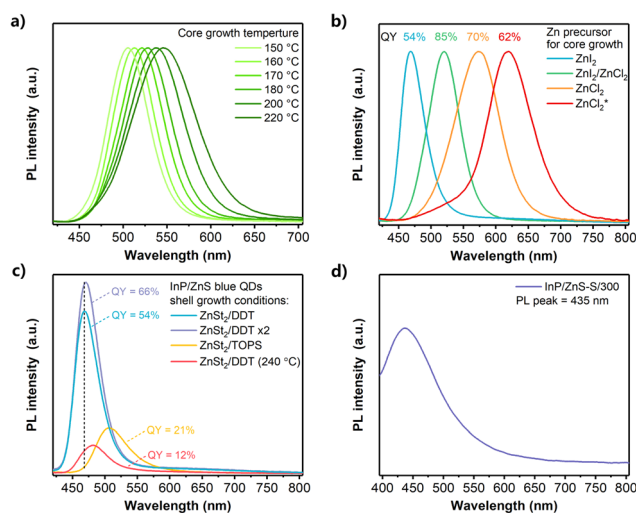 a)
Core growth temperture
150 °C
160 °C
170 °C
180 °C
200 °C
220 °C
PL intensity (a.u.)
450 500 550 600 650 700
Wavelength (nm)
b)
QY 54% 85% 70% 62%
Zn precursor
for core growth
ZnI2
ZnI2/ZnCl2
ZnCl2
ZnCl2*
PL intensity (a.u.)
450 500 550 600 650 700 750 800
Wavelength (nm)
c)
QY = 66%
QY = 54%
InP/ZnS blue QDs
shell growth conditions:
ZnSt2/DDT
ZnSt2/DDT x2
ZnSt2/TOPS
ZnSt2/DDT (240 °C)
QY = 21%
QY = 12%
PL intensity (a.u.)
450 500 550 600 650 700 750 800
Wavelength (nm)
d)
InP/ZnS-S/300
PL peak = 435 nm
PL intensity (a.u.)
400 450 500 550 600 650 700 750 800
Wavelength (nm)